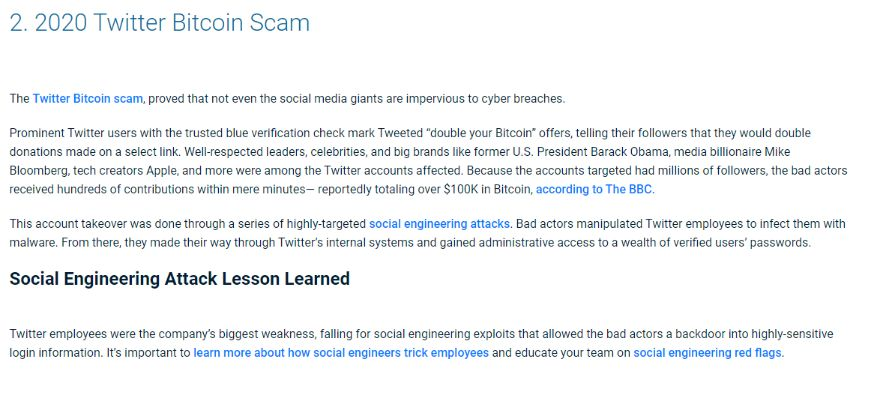 2. 2020 Twitter Bitcoin Scam
The Twitter Bitcoin scam, proved that not even the social media giants are impervious to cyber breaches.
Prominent Twitter users with the trusted blue verification check mark Tweeted “double your Bitcoin” offers, telling their followers that they would double
donations made on a select link. Well-respected leaders, celebrities, and big brands like former U.S. President Barack Obama, media billionaire Mike
Bloomberg, tech creators Apple, and more were among the Twitter accounts affected. Because the accounts targeted had millions of followers, the bad actors
received hundreds of contributions within mere minutes— reportedly totaling over $100K in Bitcoin, according to The BBC.
This account takeover was done through a series of highly-targeted social engineering attacks. Bad actors manipulated Twitter employees to infect them with
malware. From there, they made their way through Twitter's internal systems and gained administrative access to a wealth of verified users' passwords.
Social Engineering Attack Lesson Learned
Twitter employees were the company's biggest weakness, falling for social engineering exploits that allowed the bad actors a backdoor into highly-sensitive
login information. It's important to learn more about how social engineers trick employees and educate your team on social engineering red flags.